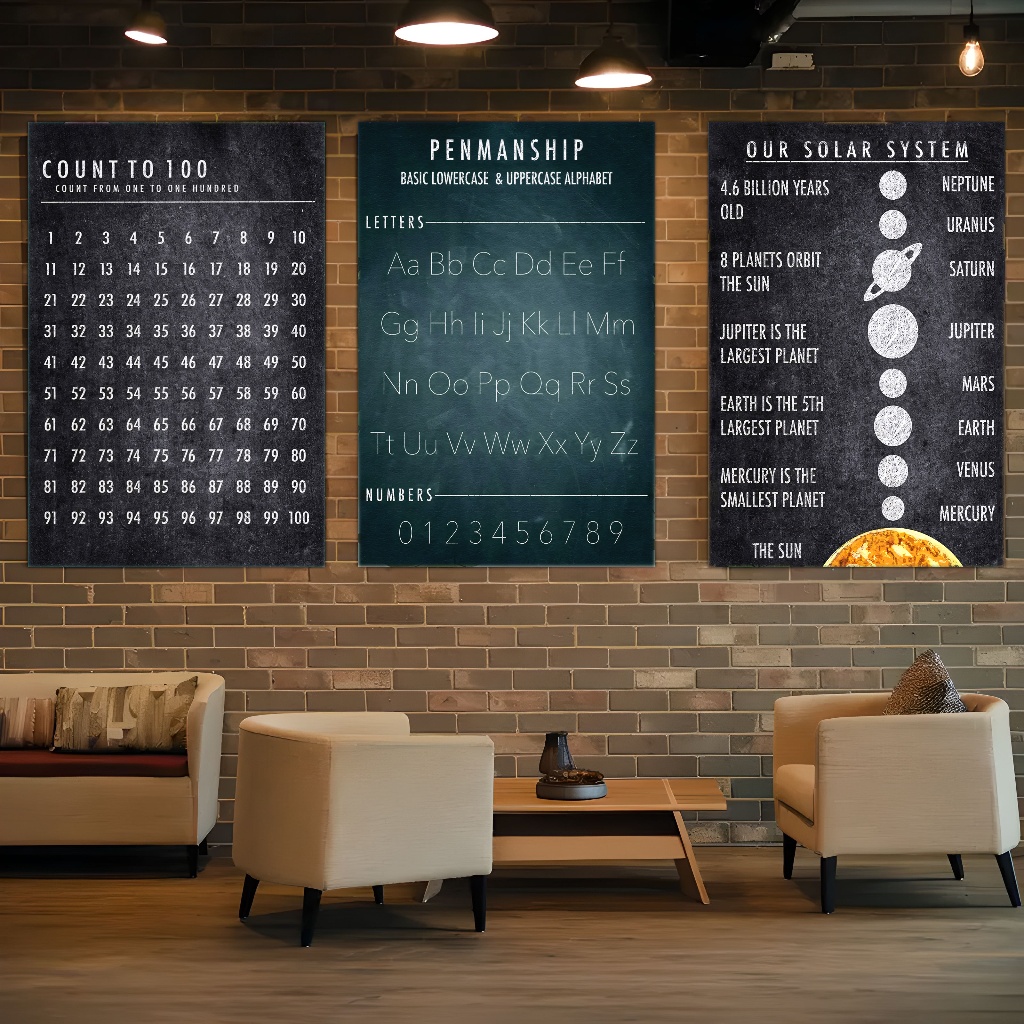 COUNT TO 100
COUNT FROM ONE TO ONE HUNDRED
1 2 3 4 5 6 7 8 9 10
11 12 13 14 15 16 17 18 19 20
21 22 23 24 25 26 27 28 29 30
31 32 33 34 35 36 37 38 39 40
41 42 43 44 45 46 47 48 49 50
51 52 53 54 55 56 57 58 59 60
61 62 63 64 65 66 67 68 69 70
71 72 73 74 75 76 77 78 79 80
81 82 83 84 85 86 87 88 89 90
91 92 93 94 95 96 97 98 99 100
PENMANSHIP
BASIC LOWERCASE & UPPERCASE ALPHABET
LETTERS
Aa Bb Cc Dd Ee Ff
Gg Hh Ii Jj Kk Ll Mm
Nn Oo Pp Qq Rr Ss
Tt Uu Vv Ww Xx Yy Zz
NUMBERS
0 1 2 3 4 5 6 7 8 9
OUR SOLAR SYSTEM
4.6 BILLION YEARS
OLD
8 PLANETS ORBIT
THE SUN
JUPITER IS THE
LARGEST PLANET
EARTH IS THE 5TH
LARGEST PLANET
MERCURY IS THE
SMALLEST PLANET
THE SUN
NEPTUNE
URANUS
SATURN
JUPITER
MARS
EARTH
VENUS
MERCURY